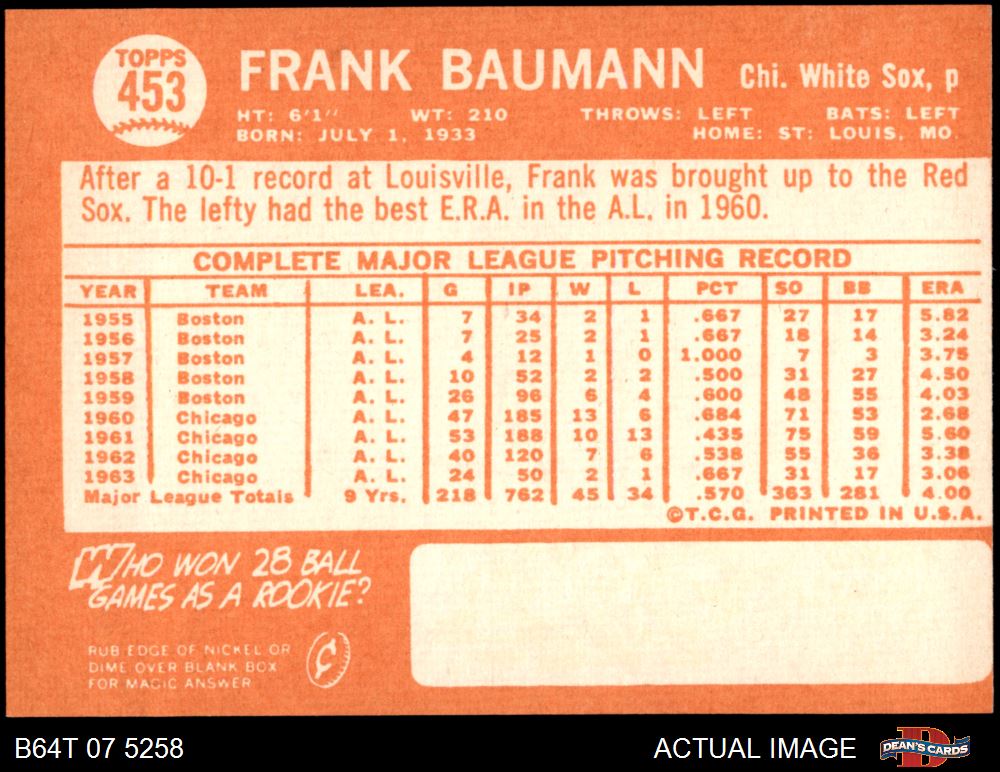 TOPPS
453
FRANK BAUMANN Chi. White Sox, p
HT: 6'1" WT: 210 THROWS: LEFT BATS: LEFT
BORN: JULY 1, 1933 HOME: ST: LOUIS, MO.
After a 10-1 record at Louisville, Frank was brought up to the Red
Sox. The lefty had the best E.R.A. in the A.L. in 1960.
COMPLETE MAJOR LEAGUE PITCHING RECORD
YEAR TEAM LEA. G IP W L PCT SO BB ERA
1955 Boston A. L. 7 34 2 1 .667 27 17 5.82
1956 Boston A. L. 7 25 2 1 .667 18 14 3.24
1957 Boston A. L. 4 12 1 0 1.000 7 3 3.75
1958 Boston A. L. 10 52 2 2 .500 31 27 4.50
1959 Boston A. L. 26 96 6 4 .600 48 55 4.03
1960 Chicago A. L. 47 185 13 6 .684 71 53 2.68
1961 Chicago A. L. 53 188 10 13 .435 75 59 5.60
1962 Chicago A. L. 40 120 7 6 .538 55 36 3.38
1963 Chicago A. L. 24 50 2 1 .667 31 17 3.06
Major League Totals 9 Yrs. 218 762 45 34 .570 363 281 4.00
©T.C.G. PRINTED IN U.S.A.
WHO WON 28 BALL
GAMES AS A ROOKIE?
RUB EDGE OF NICKEL OR
DIME OVER BLANK BOX
FOR MAGIC ANSWER
¢
B64T 07 5258 ACTUAL IMAGE D DEAN'S CARDS